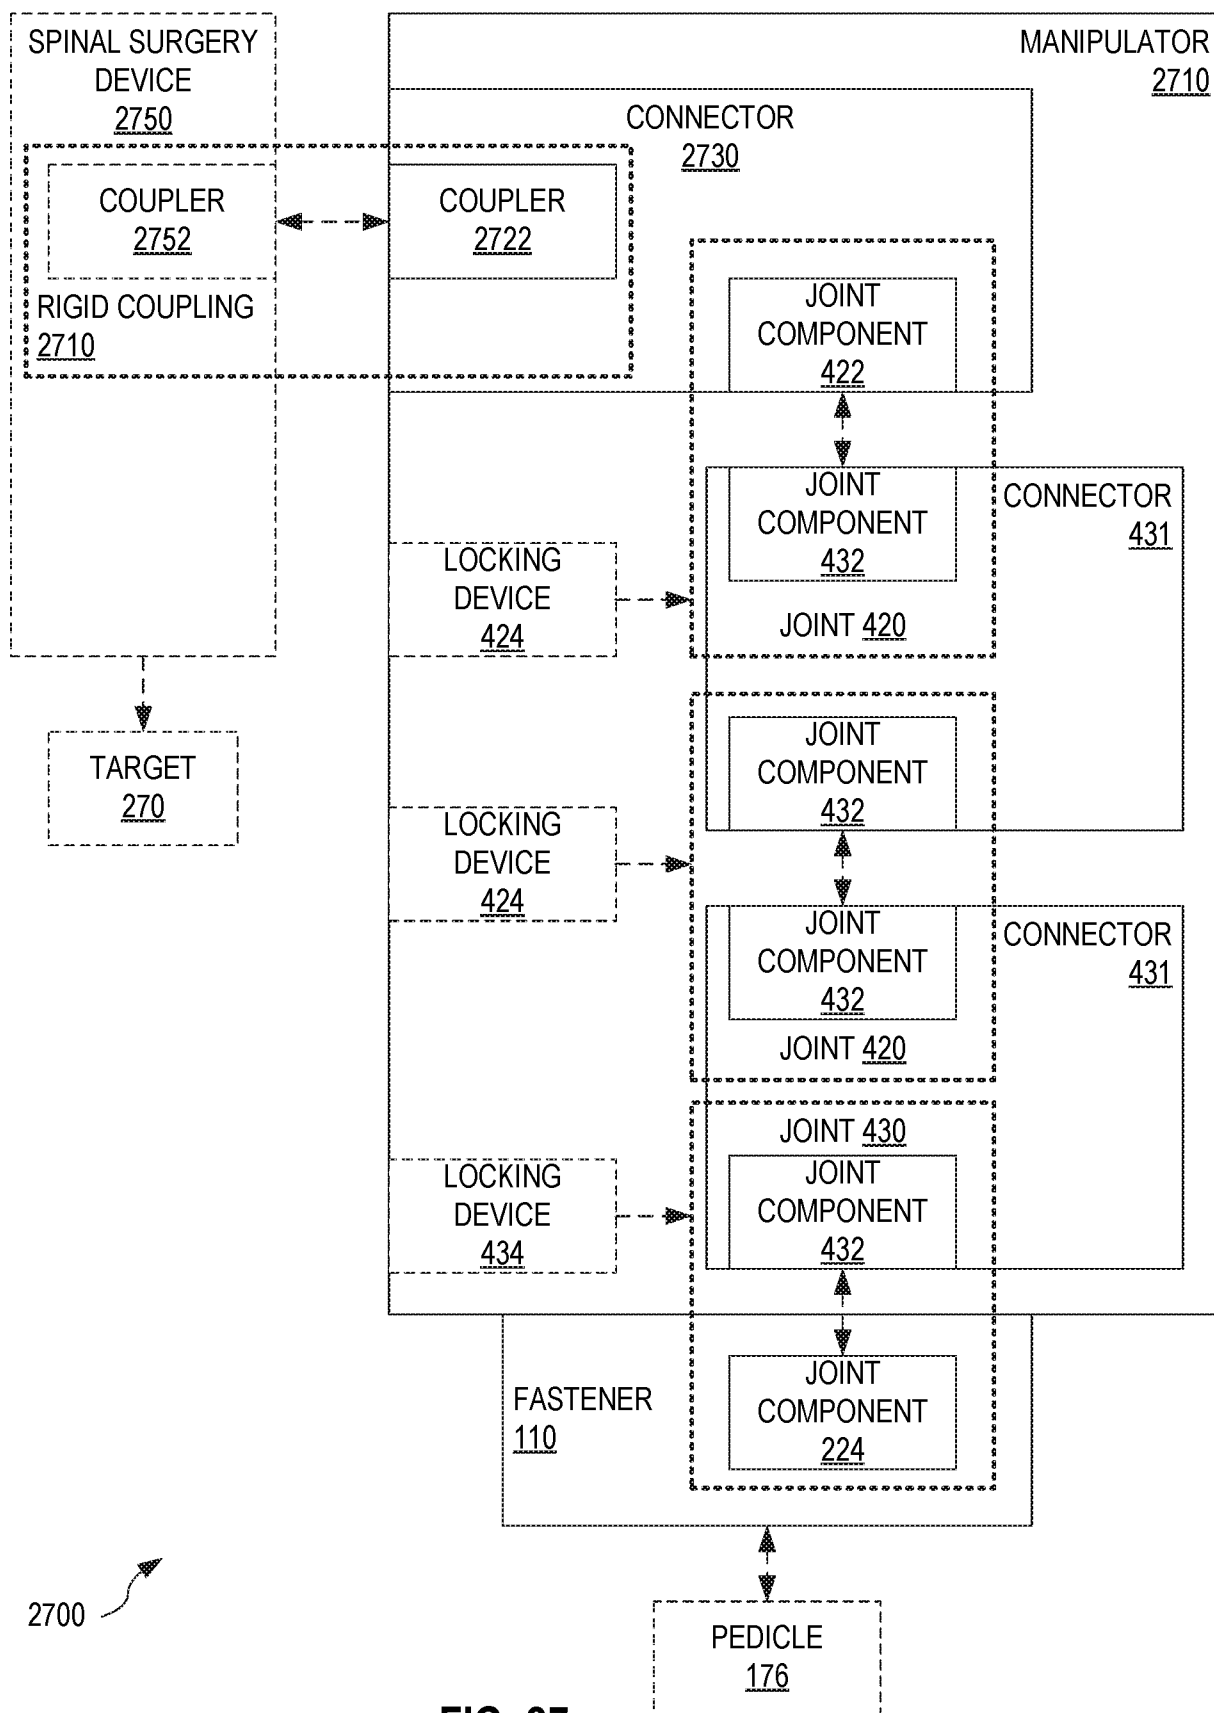 SPINAL SURGERY
DEVICE
2750
MANIPULATOR
2710
CONNECTOR
2730
COUPLER
2752
COUPLER
2722
RIGID COUPLING
2710
JOINT
COMPONENT
422
JOINT
COMPONENT
432
CONNECTOR
431
LOCKING
DEVICE
424
JOINT 420
TARGET
270
JOINT
COMPONENT
432
LOCKING
DEVICE
424
JOINT
COMPONENT
432
CONNECTOR
431
JOINT 420
JOINT 430
LOCKING
DEVICE
434
JOINT
COMPONENT
432
FASTENER
110
JOINT
COMPONENT
224
2700
PEDICLE
176